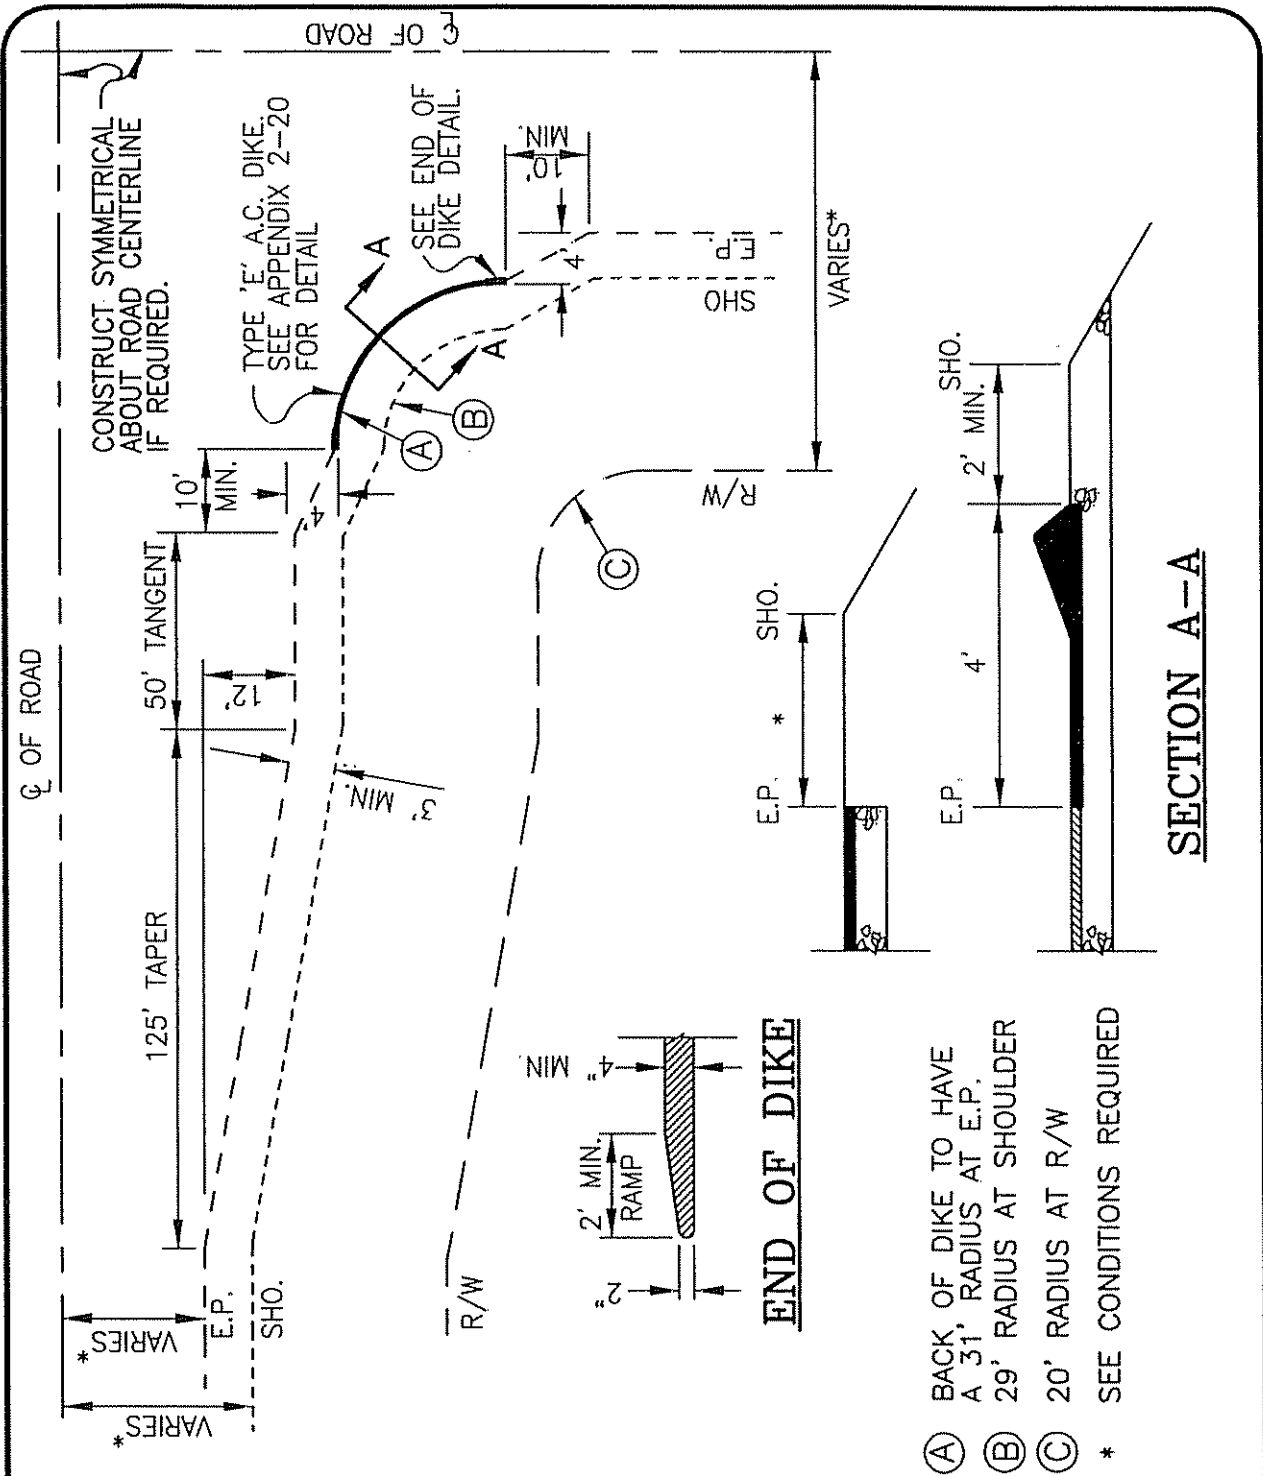 ℄ OF ROAD
℄ OF ROAD
CONSTRUCT SYMMETRICAL
ABOUT ROAD CENTERLINE
IF REQUIRED.
TYPE 'E' A.C. DIKE.
SEE APPENDIX 2-20
FOR DETAIL
SEE END OF
DIKE DETAIL.
10'
MIN.
4'
E.P.
SHO
VARIES*
A
A
A
B
C
R/W
10'
MIN.
4'
50' TANGENT
12'
3' MIN.
125' TAPER
VARIES*
VARIES*
E.P.
SHO.
R/W
2' MIN.
RAMP
4" MIN.
2"
END OF DIKE
E.P.
*
SHO.
E.P.
4'
2' MIN.
SHO.
SECTION A-A
A BACK OF DIKE TO HAVE
A 31' RADIUS AT E.P.
B 29' RADIUS AT SHOULDER
C 20' RADIUS AT R/W
* SEE CONDITIONS REQUIRED